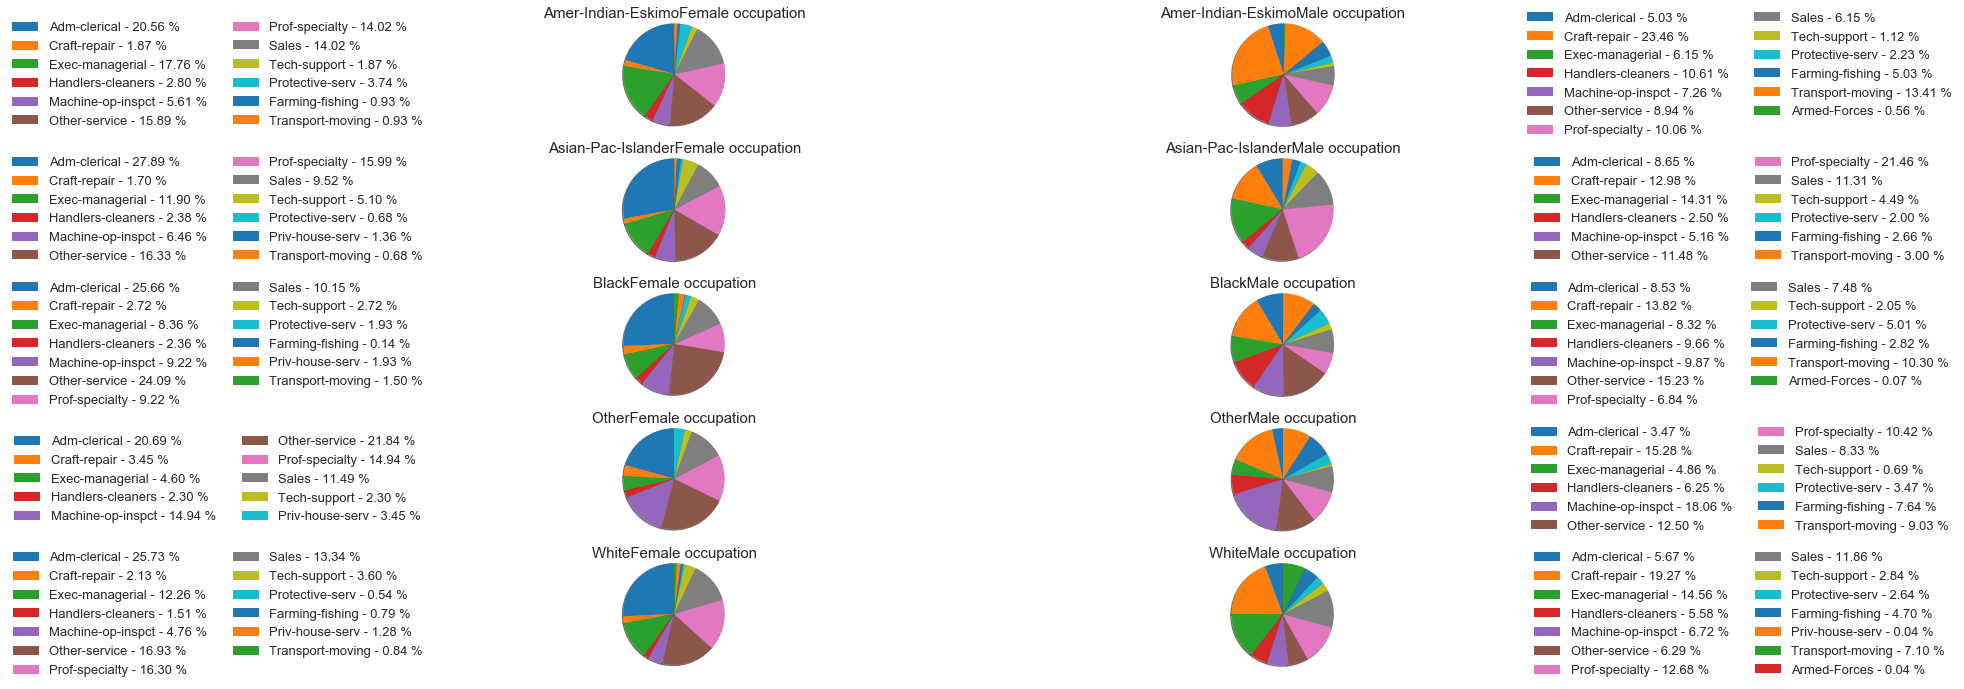 Amer-Indian-EskimoFemale occupation
Adm-clerical - 20.56 %
Craft-repair - 1.87 %
Exec-managerial - 17.76 %
Handlers-cleaners - 2.80 %
Machine-op-inspct - 5.61 %
Other-service - 15.89 %
Prof-specialty - 14.02 %
Sales - 14.02 %
Tech-support - 1.87 %
Protective-serv - 3.74 %
Farming-fishing - 0.93 %
Transport-moving - 0.93 %
Amer-Indian-EskimoMale occupation
Adm-clerical - 5.03 %
Craft-repair - 23.46 %
Exec-managerial - 6.15 %
Handlers-cleaners - 10.61 %
Machine-op-inspct - 7.26 %
Other-service - 8.94 %
Prof-specialty - 10.06 %
Sales - 6.15 %
Tech-support - 1.12 %
Protective-serv - 2.23 %
Farming-fishing - 5.03 %
Transport-moving - 13.41 %
Armed-Forces - 0.56 %
Asian-Pac-IslanderFemale occupation
Adm-clerical - 27.89 %
Craft-repair - 1.70 %
Exec-managerial - 11.90 %
Handlers-cleaners - 2.38 %
Machine-op-inspct - 6.46 %
Other-service - 16.33 %
Prof-specialty - 15.99 %
Sales - 9.52 %
Tech-support - 5.10 %
Protective-serv - 0.68 %
Priv-house-serv - 1.36 %
Transport-moving - 0.68 %
Asian-Pac-IslanderMale occupation
Adm-clerical - 8.65 %
Craft-repair - 12.98 %
Exec-managerial - 14.31 %
Handlers-cleaners - 2.50 %
Machine-op-inspct - 5.16 %
Other-service - 11.48 %
Prof-specialty - 21.46 %
Sales - 11.31 %
Tech-support - 4.49 %
Protective-serv - 2.00 %
Farming-fishing - 2.66 %
Transport-moving - 3.00 %
BlackFemale occupation
Adm-clerical - 25.66 %
Craft-repair - 2.72 %
Exec-managerial - 8.36 %
Handlers-cleaners - 2.36 %
Machine-op-inspct - 9.22 %
Other-service - 24.09 %
Prof-specialty - 9.22 %
Sales - 10.15 %
Tech-support - 2.72 %
Protective-serv - 1.93 %
Farming-fishing - 0.14 %
Priv-house-serv - 1.93 %
Transport-moving - 1.50 %
BlackMale occupation
Adm-clerical - 8.53 %
Craft-repair - 13.82 %
Exec-managerial - 8.32 %
Handlers-cleaners - 9.66 %
Machine-op-inspct - 9.87 %
Other-service - 15.23 %
Prof-specialty - 6.84 %
Sales - 7.48 %
Tech-support - 2.05 %
Protective-serv - 5.01 %
Farming-fishing - 2.82 %
Transport-moving - 10.30 %
Armed-Forces - 0.07 %
OtherFemale occupation
Adm-clerical - 20.69 %
Craft-repair - 3.45 %
Exec-managerial - 4.60 %
Handlers-cleaners - 2.30 %
Machine-op-inspct - 14.94 %
Other-service - 21.84 %
Prof-specialty - 14.94 %
Sales - 11.49 %
Tech-support - 2.30 %
Priv-house-serv - 3.45 %
OtherMale occupation
Adm-clerical - 3.47 %
Craft-repair - 15.28 %
Exec-managerial - 4.86 %
Handlers-cleaners - 6.25 %
Machine-op-inspct - 18.06 %
Other-service - 12.50 %
Prof-specialty - 10.42 %
Sales - 8.33 %
Tech-support - 0.69 %
Protective-serv - 3.47 %
Farming-fishing - 7.64 %
Transport-moving - 9.03 %
WhiteFemale occupation
Adm-clerical - 25.73 %
Craft-repair - 2.13 %
Exec-managerial - 12.26 %
Handlers-cleaners - 1.51 %
Machine-op-inspct - 4.76 %
Other-service - 16.93 %
Prof-specialty - 16.30 %
Sales - 13.34 %
Tech-support - 3.60 %
Protective-serv - 0.54 %
Farming-fishing - 0.79 %
Priv-house-serv - 1.28 %
Transport-moving - 0.84 %
WhiteMale occupation
Adm-clerical - 5.67 %
Craft-repair - 19.27 %
Exec-managerial - 14.56 %
Handlers-cleaners - 5.58 %
Machine-op-inspct - 6.72 %
Other-service - 6.29 %
Prof-specialty - 12.68 %
Sales - 11.86 %
Tech-support - 2.84 %
Protective-serv - 2.64 %
Farming-fishing - 4.70 %
Priv-house-serv - 0.04 %
Transport-moving - 7.10 %
Armed-Forces - 0.04 %